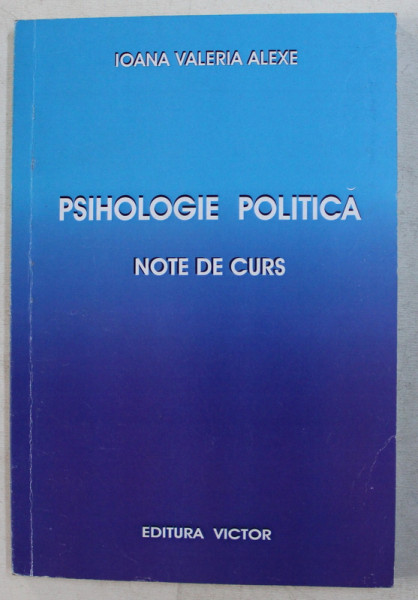 IOANA VALERIA ALEXE
PSIHOLOGIE POLITICĂ
NOTE DE CURS
EDITURA VICTOR